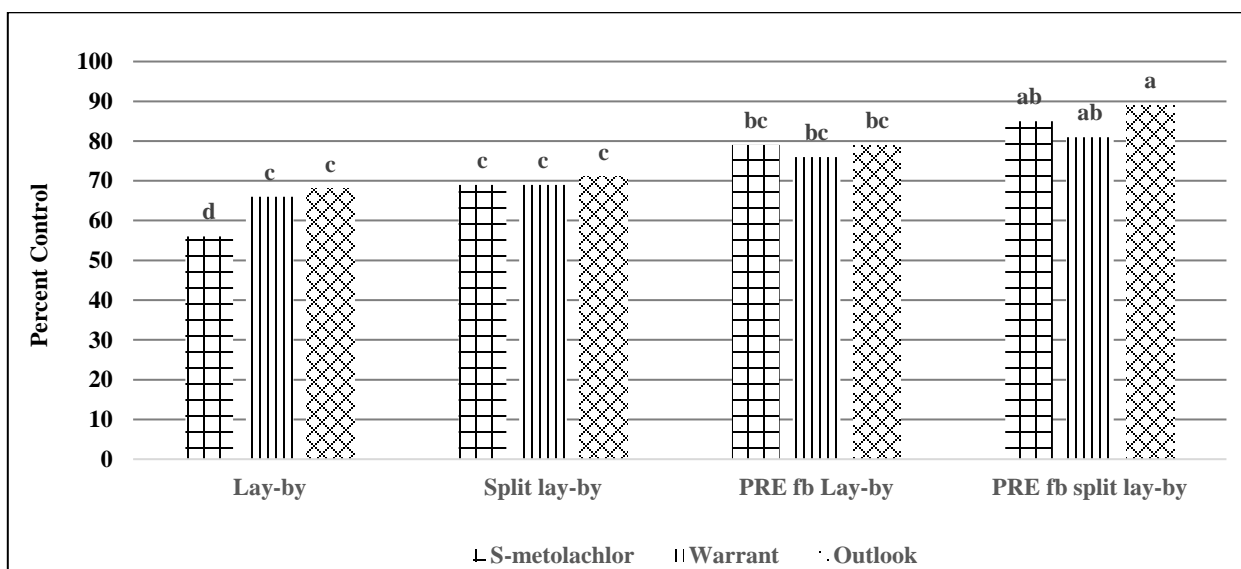 100
90
80
70
60
50
40
30
20
10
0
Percent Control
d c c
c c c
bc bc bc
ab ab a
Lay-by Split lay-by PRE fb Lay-by PRE fb split lay-by
S-metolachlor Warrant Outlook